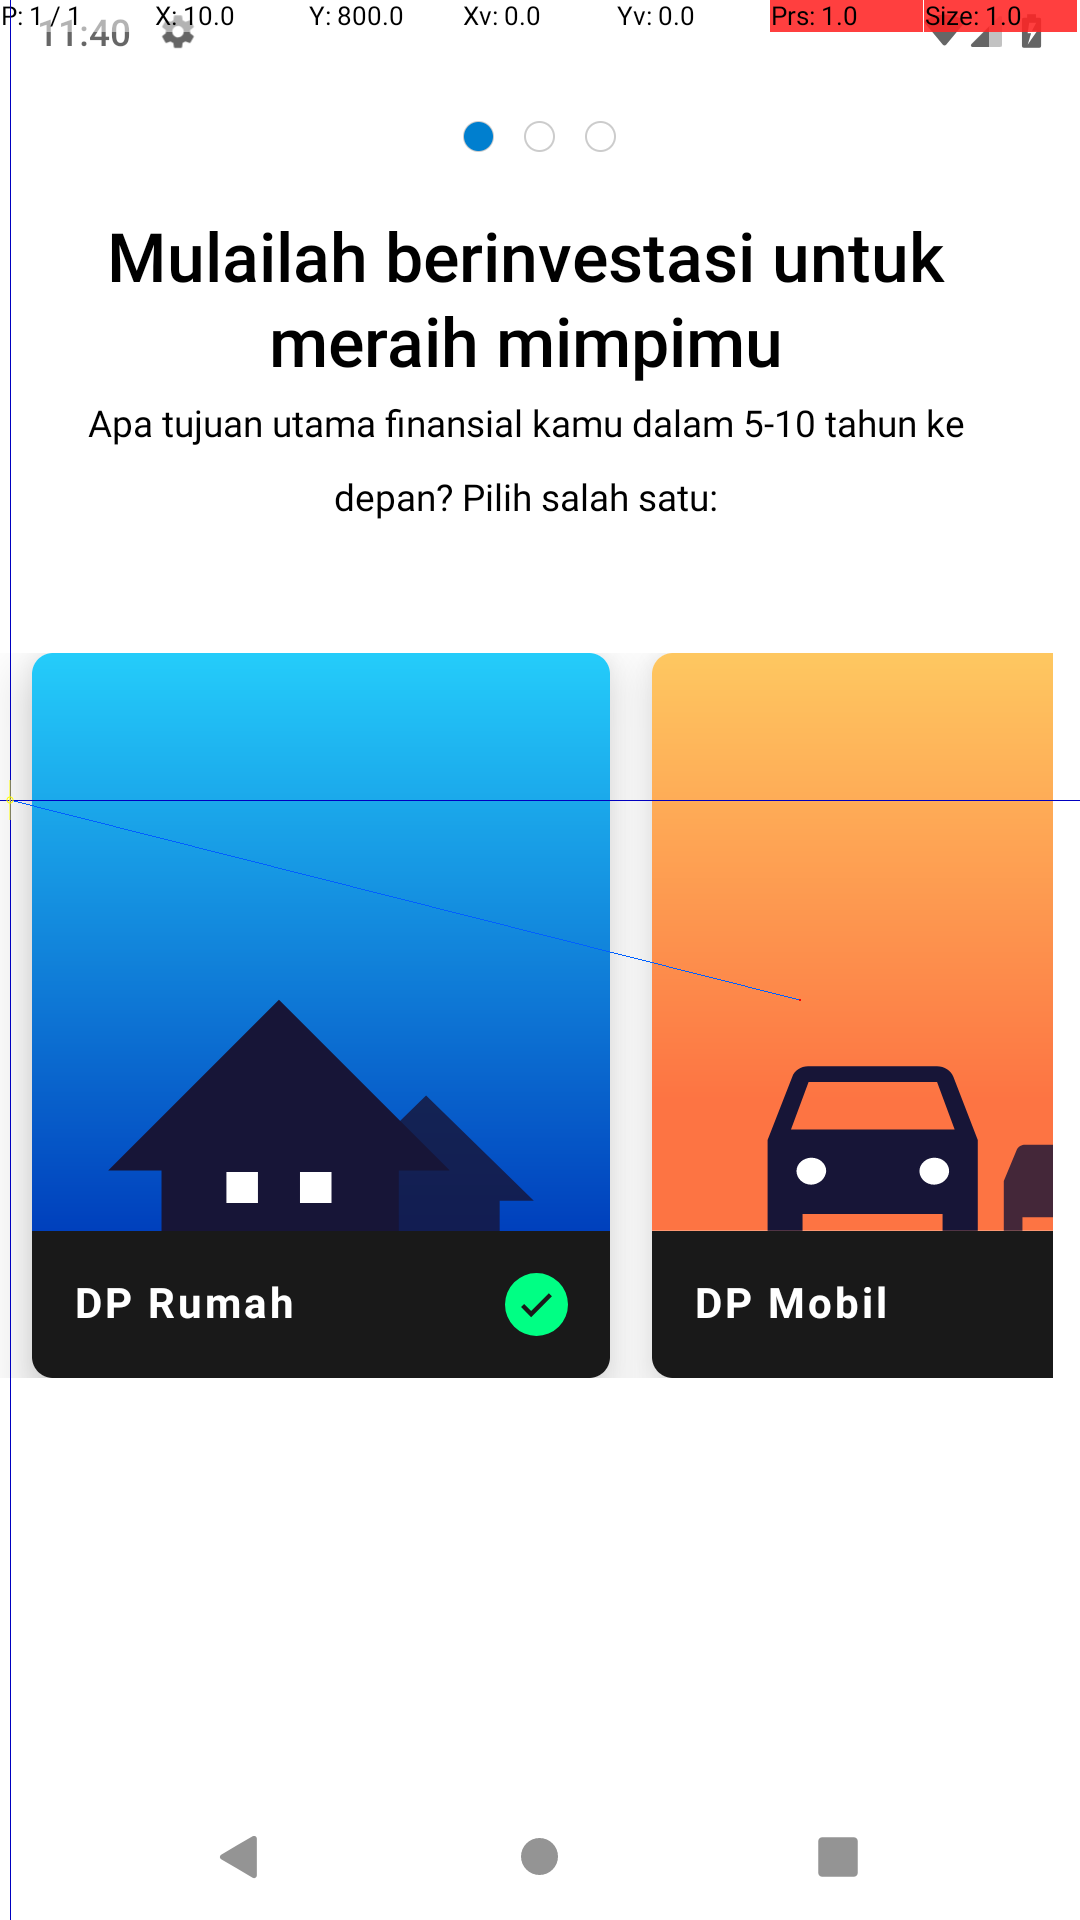 P: 1 / 1 X: 10.0 Y: 800.0 Xv: 0.0 Yv: 0.0 Prs: 1.0 Size: 1.0
11:40
Mulailah berinvestasi untuk
meraih mimpimu
Apa tujuan utama finansial kamu dalam 5-10 tahun ke
depan? Pilih salah satu:
DP Rumah
DP Mobil